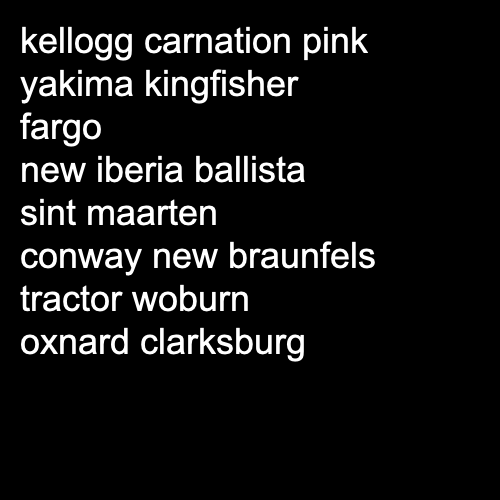 kellogg carnation pink
yakima kingfisher
fargo
new iberia ballista
sint maarten
conway new braunfels
tractor woburn
oxnard clarksburg